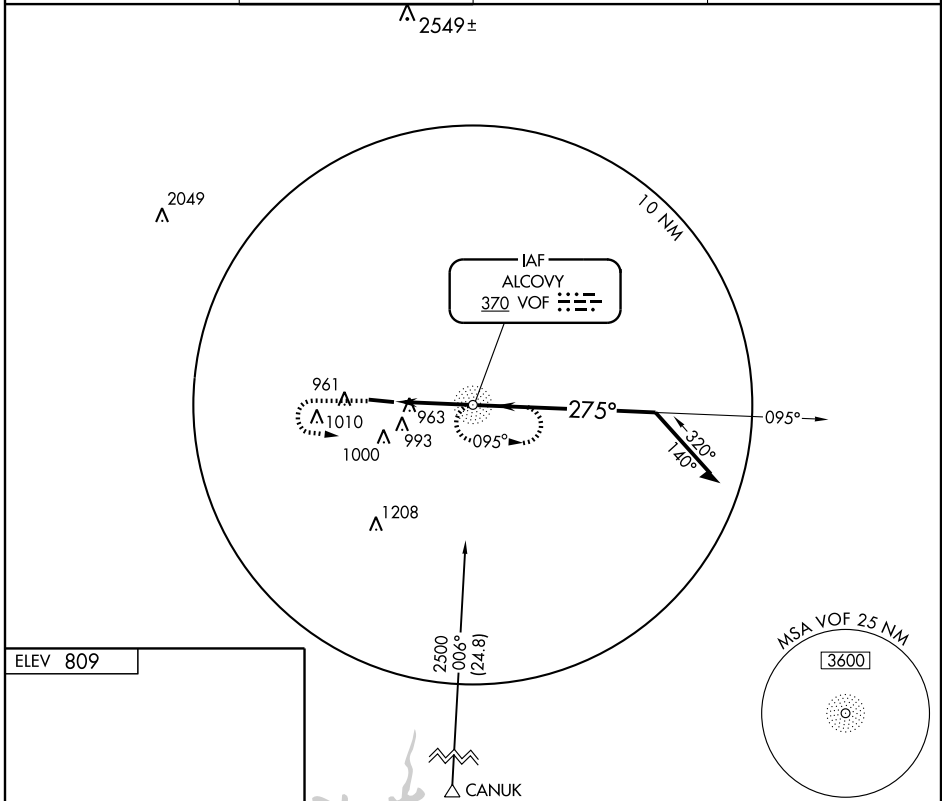 2549±
2049
10 NM
IAF
ALCOVY
370 VOF
961
1010
963
993
1000
275°
095°
095°
320°
140°
1208
2500
006°
(24.8)
CANUK
ELEV 809
MSA VOF 25 NM
3600